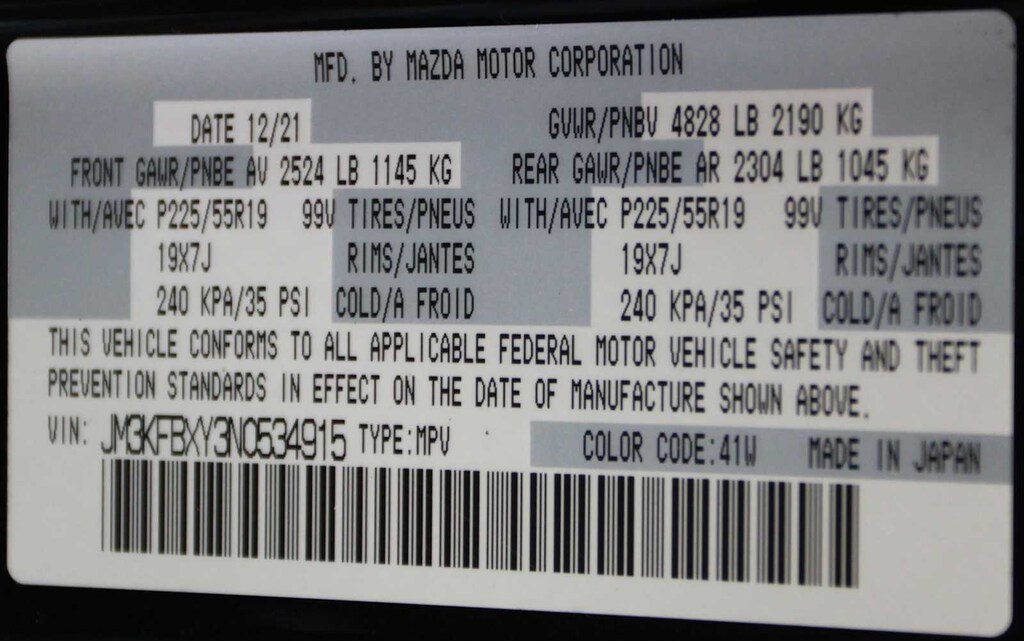 MFD. BY MAZDA MOTOR CORPORATION
DATE 12/21 GVWR/PNBV 4828 LB 2190 KG
FRONT GAWR/PNBE AV 2524 LB 1145 KG REAR GAWR/PNBE AR 2304 LB 1045 KG
WITH/AVEC P225/55R19 99V TIRES/PNEUS WITH/AVEC P225/55R19 99V TIRES/PNEUS
19X7J RIMS/JANTES 19X7J RIMS/JANTES
240 KPA/35 PSI COLD/A FROID 240 KPA/35 PSI COLD/A FROID
THIS VEHICLE CONFORMS TO ALL APPLICABLE FEDERAL MOTOR VEHICLE SAFETY AND THEFT
PREVENTION STANDARDS IN EFFECT ON THE DATE OF MANUFACTURE SHOWN ABOVE.
VIN: JM3KFBXY3N0534915 TYPE:MPV COLOR CODE:41W MADE IN JAPAN